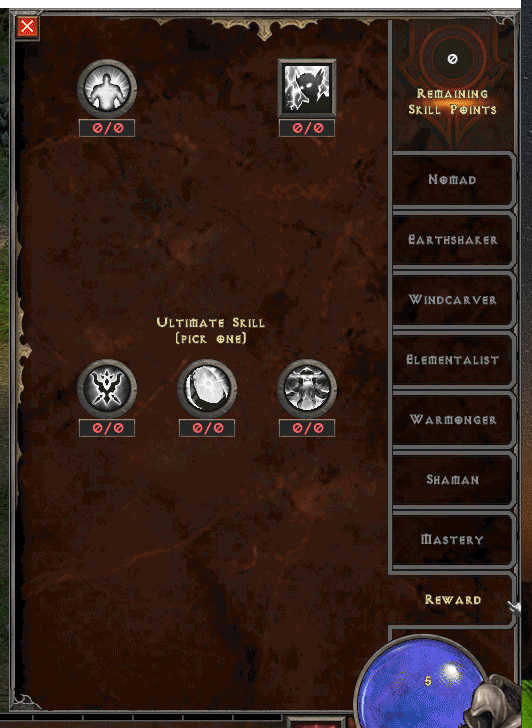 0
REMAINING
SKILL POINTS
0/0
0/0
NOMAD
EARTHSHAKER
WINDCARVER
ULTIMATE SKILL
(PICK ONE)
ELEMENTALIST
0/0
0/0
0/0
WARMONGER
SHAMAN
MASTERY
REWARD
5